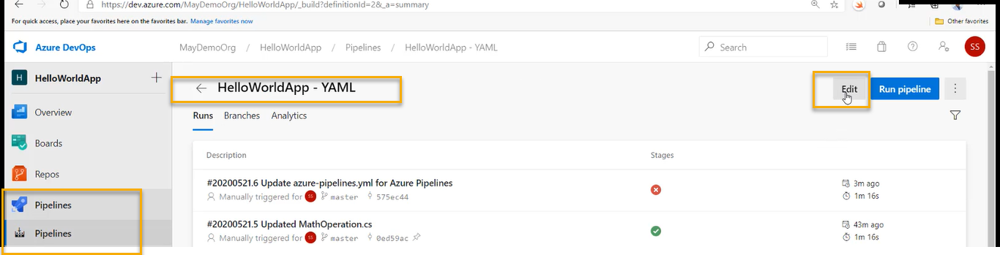 https://dev.azure.com/MayDemoOrg/HelloWorldApp/_build?definitionId=2&_a=summary
For quick access, place your favorites here on the favorites bar. Manage favorites now
Other favorites
Azure DevOps
MayDemoOrg / HelloWorldApp / Pipelines / HelloWorldApp - YAML
Search
SS
H HelloWorldApp
HelloWorldApp - YAML
Edit
Run pipeline
Overview
Boards
Repos
Pipelines
Pipelines
Runs Branches Analytics
Description Stages
#20200521.6 Update azure-pipelines.yml for Azure Pipelines
3m ago
Manually triggered for SS master 575ec44
1m 16s
#20200521.5 Updated MathOperation.cs
43m ago
Manually triggered for SS master 0ed59ac
1m 16s